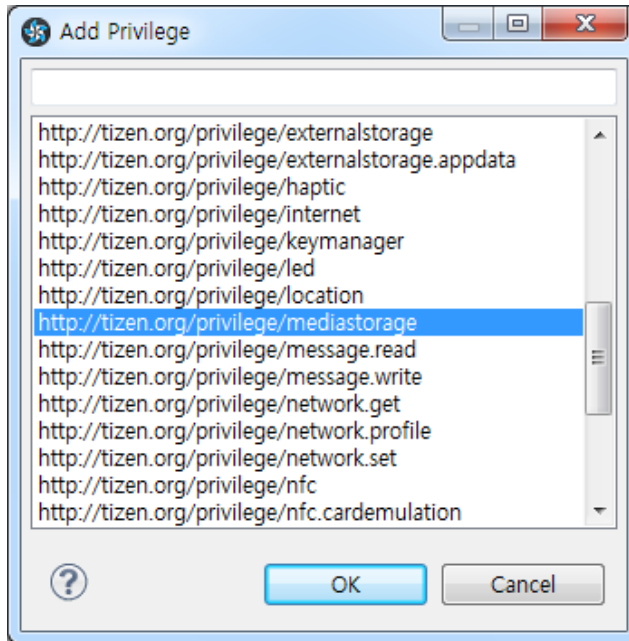 Add Privilege
http://tizen.org/privilege/externalstorage
http://tizen.org/privilege/externalstorage.appdata
http://tizen.org/privilege/haptic
http://tizen.org/privilege/internet
http://tizen.org/privilege/keymanager
http://tizen.org/privilege/led
http://tizen.org/privilege/location
http://tizen.org/privilege/mediastorage
http://tizen.org/privilege/message.read
http://tizen.org/privilege/message.write
http://tizen.org/privilege/network.get
http://tizen.org/privilege/network.profile
http://tizen.org/privilege/network.set
http://tizen.org/privilege/nfc
http://tizen.org/privilege/nfc.cardemulation
? OK Cancel